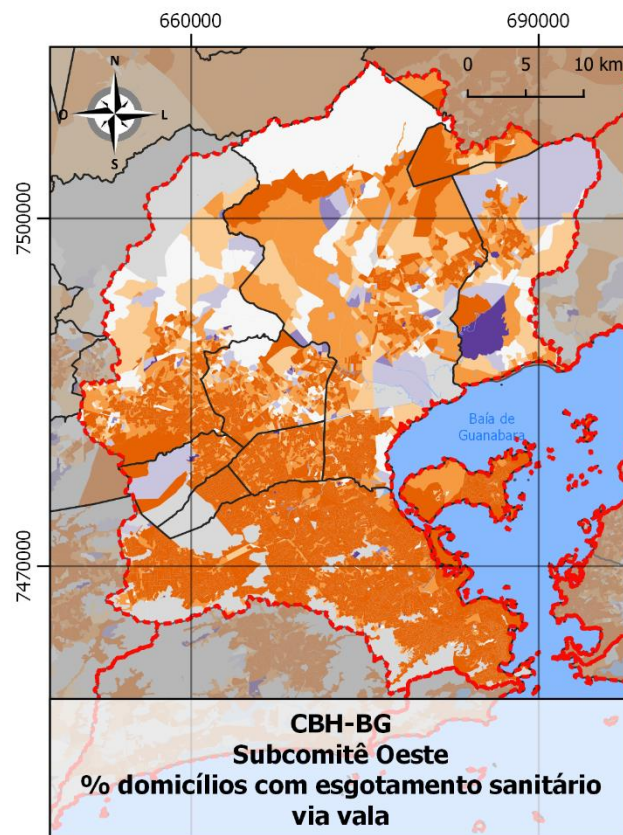 660000 690000
N
O L
S
0 5 10 km
7500000
Baía de
Guanabara
7470000
CBH-BG
Subcomitê Oeste
% domicílios com esgotamento sanitário
via vala